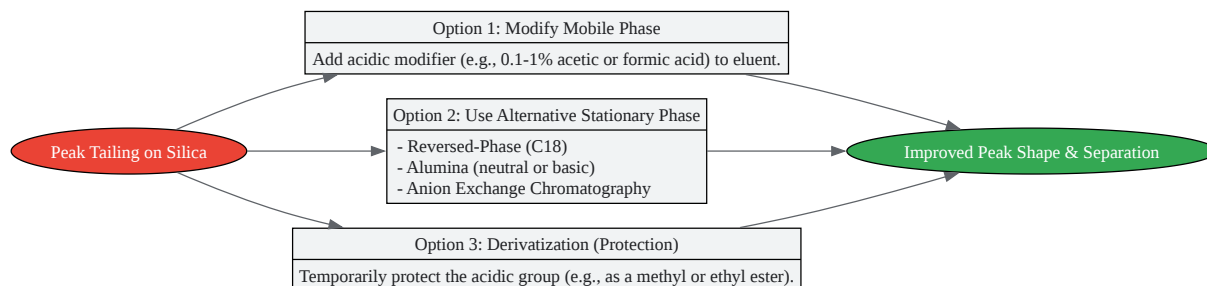 Option 1: Modify Mobile Phase
Add acidic modifier (e.g., 0.1-1% acetic or formic acid) to eluent.
Peak Tailing on Silica
Option 2: Use Alternative Stationary Phase
- Reversed-Phase (C18)
- Alumina (neutral or basic)
- Anion Exchange Chromatography
Improved Peak Shape & Separation
Option 3: Derivatization (Protection)
Temporarily protect the acidic group (e.g., as a methyl or ethyl ester).